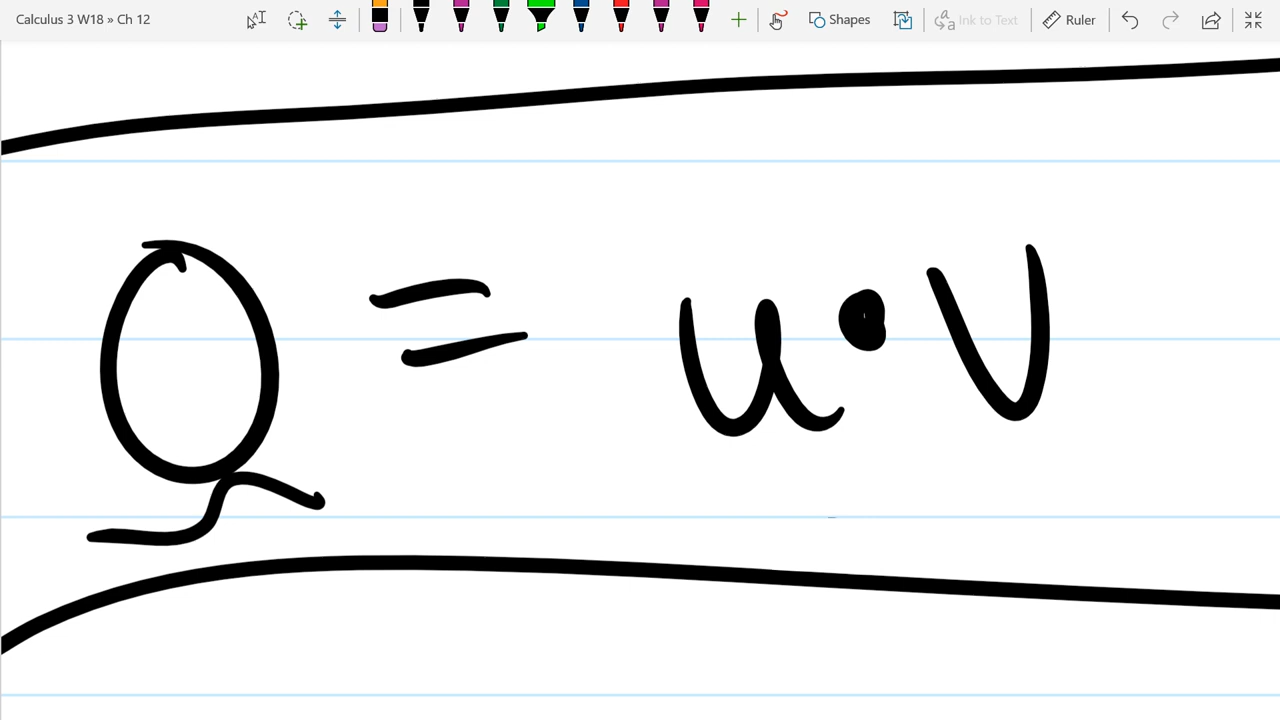 Calculus 3 W18 » Ch 12
Shapes
Ink to Text
Ruler
Q = u • v